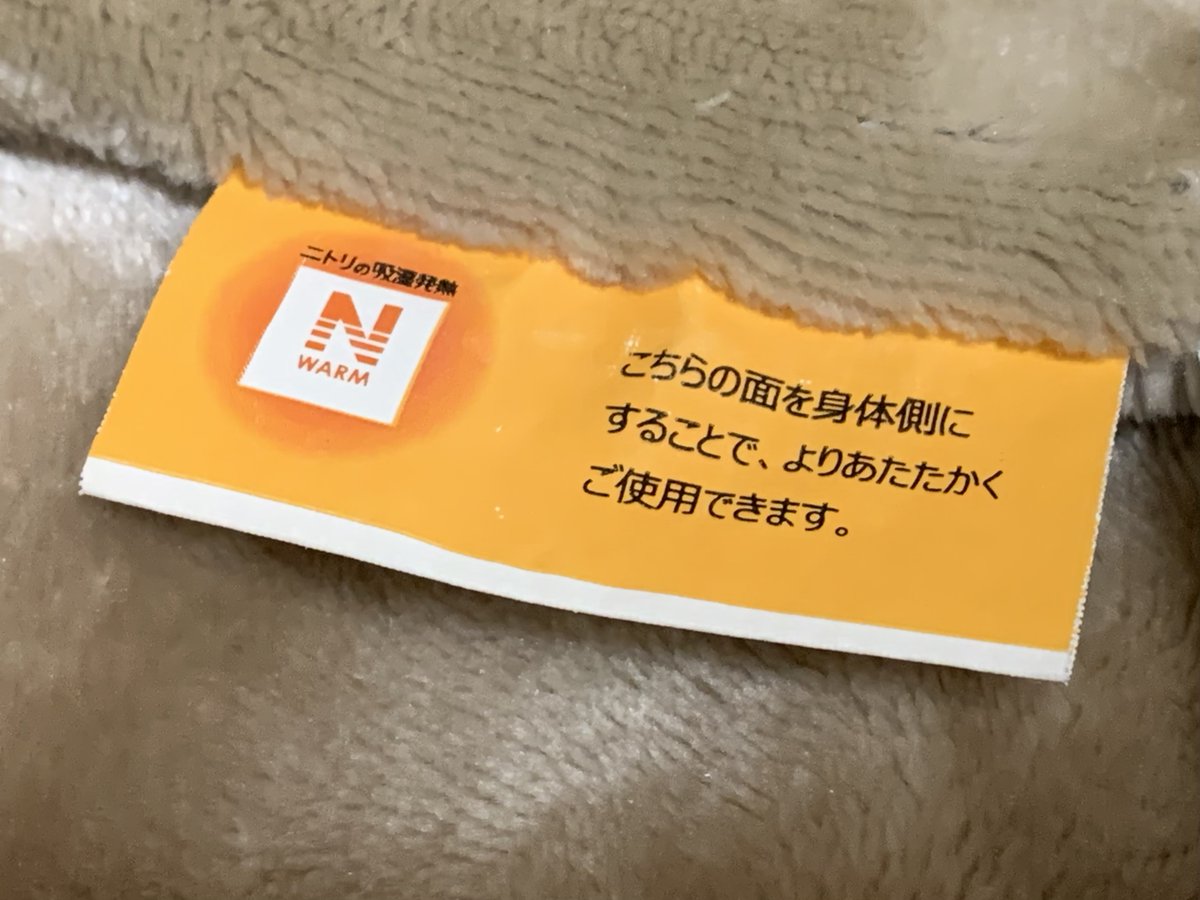 ニトリの吸湿発熱
N
WARM
こちらの面を身体側に
することで、よりあたたかく
ご使用できます。